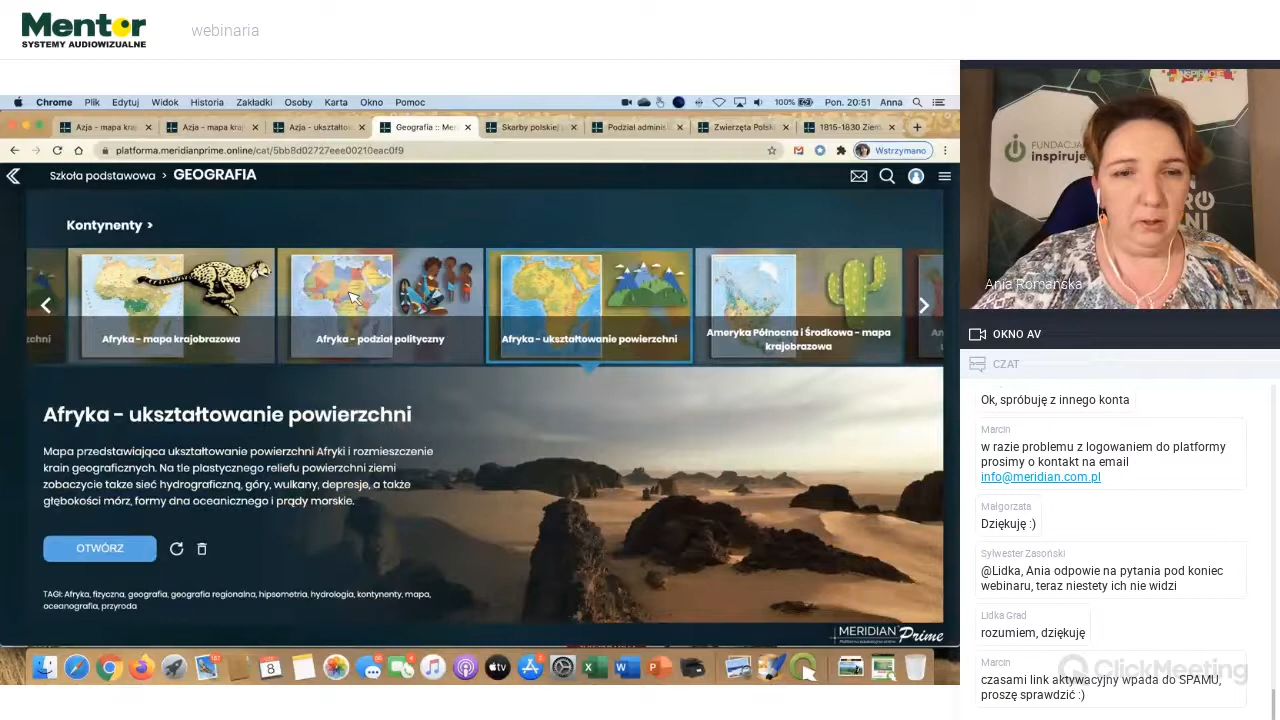 Mentor
SYSTEMY AUDIOWIZUALNE
webinaria
Chrome Plik Edytuj Widok Historia Zakładki Osoby Karta Okno Pomoc
100% Pon. 20:51 Anna
Azja - mapa kraj
Azja - mapa kraj
Azja - ukształtow
Geografia :: Mer
Skarby polskiej
Podział adminis
Zwierzęta Polski
1815-1830 Ziem
platforma.meridianprime.online/cat/5bb8d02727eee00210eac0f9
Wstrzymano
Szkoła podstawowa > GEOGRAFIA
Kontynenty >
Afryka - mapa krajobrazowa
Afryka - podział polityczny
Afryka - ukształtowanie powierzchni
Ameryka Północna i Środkowa - mapa
krajobrazowa
Afryka - ukształtowanie powierzchni
Mapa przedstawiająca ukształtowanie powierzchni Afryki i rozmieszczenie
krain geograficznych. Na tle plastycznego reliefu powierzchni ziemi
zobaczycie także sieć hydrograficzną, góry, wulkany, depresje, a także
głębokości mórz, formy dna oceanicznego i prądy morskie.
OTWÓRZ
TAGI: Afryka, fizyczna, geografia, geografia regionalna, hipsometria, hydrologia, kontynenty, mapa,
oceanografia, przyroda
MERIDIAN Prime
FUNDACJA
inspiruje
Ania Romańska
OKNO AV
CZAT
Ok, spróbuję z innego konta
Marcin
w razie problemu z logowaniem do platformy
prosimy o kontakt na email
info@meridian.com.pl
Małgorzata
Dziękuję :)
Sylwester Zasoński
@Lidka, Ania odpowie na pytania pod koniec
webinaru, teraz niestety ich nie widzi
Lidka Grad
rozumiem, dziękuję
Marcin
czasami link aktywacyjny wpada do SPAMU,
proszę sprawdzić :)
ClickMeeting